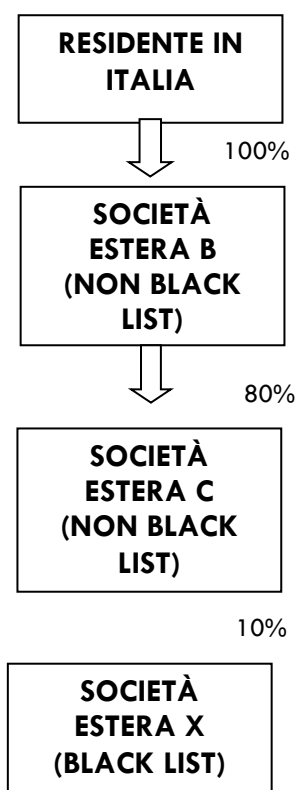 RESIDENTE IN
ITALIA
100%
SOCIETÀ
ESTERA B
(NON BLACK
LIST)
80%
SOCIETÀ
ESTERA C
(NON BLACK
LIST)
10%
SOCIETÀ
ESTERA X
(BLACK LIST)